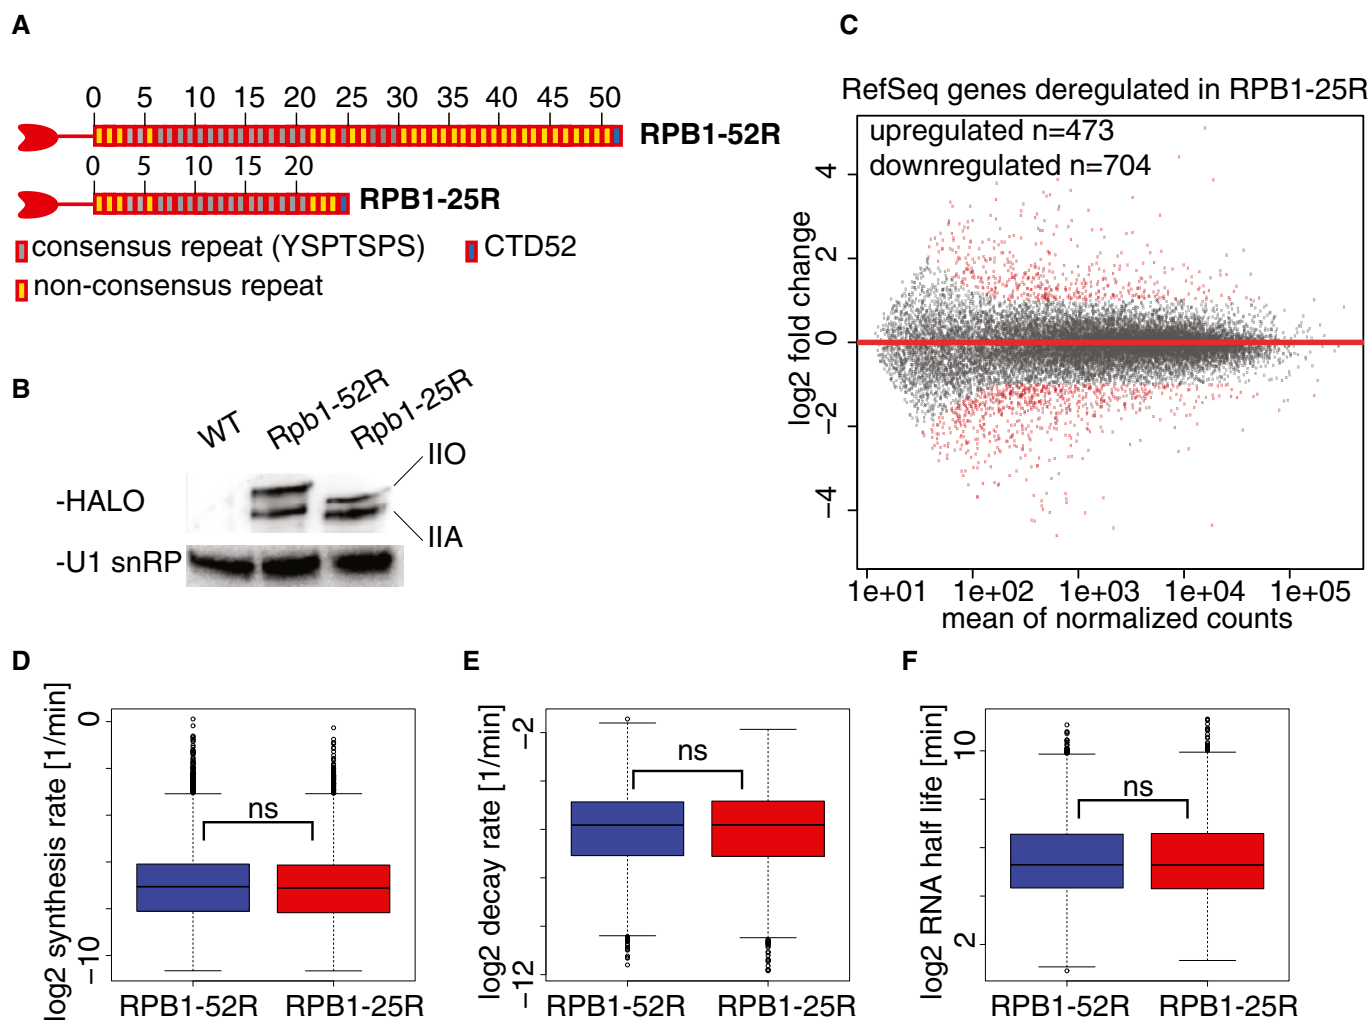 A
0 5 10 15 20 25 30 35 40 45 50
RPB1-52R
0 5 10 15 20
RPB1-25R
consensus repeat (YSPTSPS)
CTD52
non-consensus repeat
B
WT
Rpb1-52R
Rpb1-25R
IIO
-HALO
IIA
-U1 snRP
C
RefSeq genes deregulated in RPB1-25R
upregulated n=473
downregulated n=704
log2 fold change
4
2
0
−2
−4
1e+01 1e+02 1e+03 1e+04 1e+05
mean of normalized counts
D
log2 synthesis rate [1/min]
0
−10
ns
RPB1-52R RPB1-25R
E
log2 decay rate [1/min]
−2
−12
ns
RPB1-52R RPB1-25R
F
log2 RNA half life [min]
10
2
ns
RPB1-52R RPB1-25R